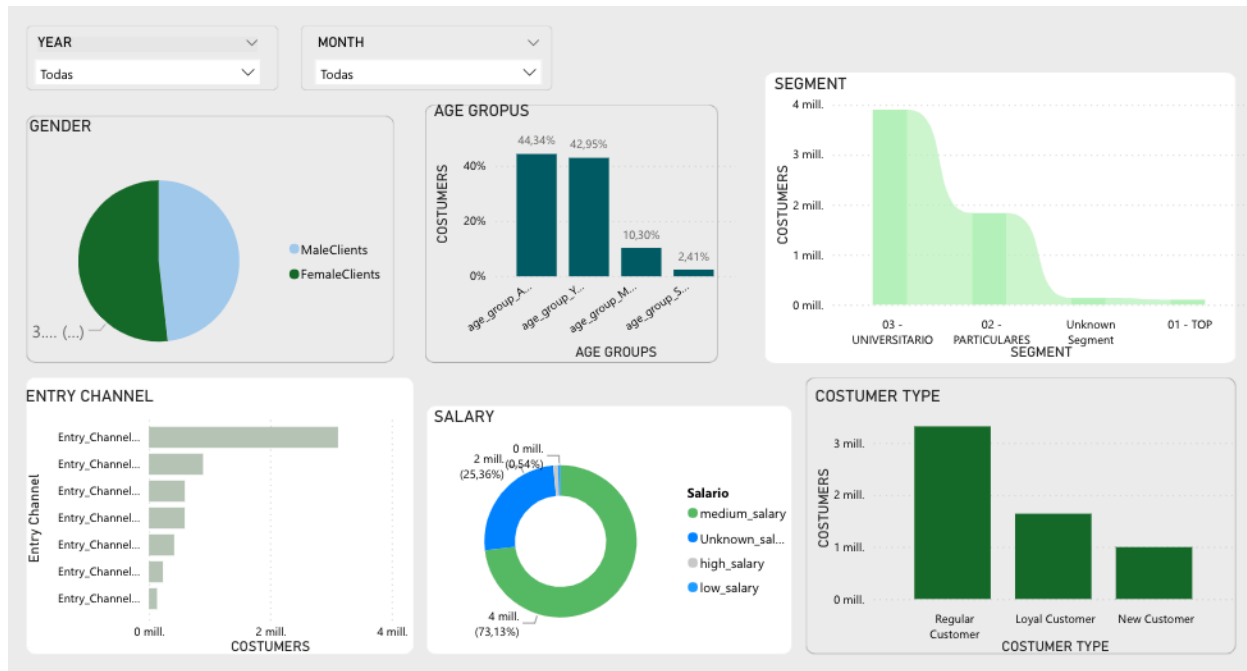 YEAR
Todas
MONTH
Todas
GENDER
MaleClients
FemaleClients
3.... (...)
AGE GROPUS
COSTUMERS
40%
20%
0%
44,34%
42,95%
10,30%
2,41%
age_group_A...
age_group_Y...
age_group_M...
age_group_S...
AGE GROUPS
SEGMENT
COSTUMERS
4 mill.
3 mill.
2 mill.
1 mill.
0 mill.
03 -
UNIVERSITARIO
02 -
PARTICULARES
Unknown
Segment
01 - TOP
SEGMENT
ENTRY CHANNEL
Entry Channel
Entry_Channel...
Entry_Channel...
Entry_Channel...
Entry_Channel...
Entry_Channel...
Entry_Channel...
Entry_Channel...
0 mill.
2 mill.
4 mill.
COSTUMERS
SALARY
0 mill.
(0,54%)
2 mill.
(25,36%)
4 mill.
(73,13%)
Salario
medium_salary
Unknown_sal...
high_salary
low_salary
COSTUMER TYPE
COSTUMERS
3 mill.
2 mill.
1 mill.
0 mill.
Regular
Customer
Loyal Customer
New Customer
COSTUMER TYPE